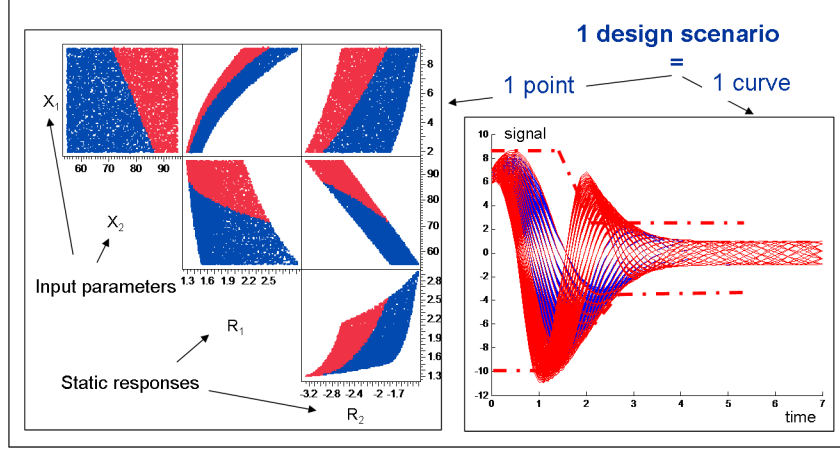 1 design scenario
=
1 point
1 curve
X1
8
6
4
2
60 70 80 90
X2
90
80
70
60
1.3 1.6 1.9 2.2 2.5
Input parameters
R1
2.8
2.5
2.2
1.9
1.6
1.3
Static responses
-3.2 -2.8 -2.4 -2 -1.7
R2
signal
10
8
6
4
2
0
-2
-4
-6
-8
-10
-12
0 1 2 3 4 5 6 7
time